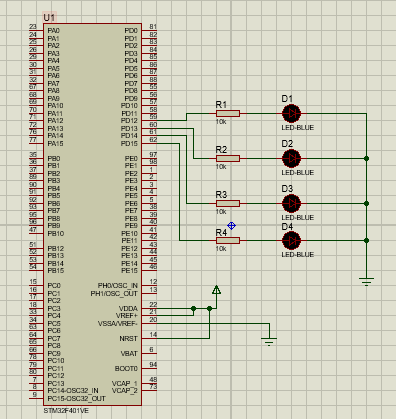 U1
23 PA0 PD0 81
24 PA1 PD1 82
25 PA2 PD2 83
26 PA3 PD3 84
29 PA4 PD4 85
30 PA5 PD5 86
31 PA6 PD6 87
32 PA7 PD7 88
67 PA8 PD8 55
68 PA9 PD9 56
69 PA10 PD10 57
70 PA11 PD11 58
71 PA12 PD12 59
72 PA13 PD13 60
76 PA14 PD14 61
77 PA15 PD15 62
35 PB0 PE0 97
36 PB1 PE1 98
37 PB2 PE2 1
89 PB3 PE3 2
90 PB4 PE4 3
91 PB5 PE5 4
92 PB6 PE6 5
93 PB7 PE7 38
95 PB8 PE8 39
96 PB9 PE9 40
47 PB10 PE10 41
PE11 42
51 PB12 PE12 43
52 PB13 PE13 44
53 PB14 PE14 45
54 PB15 PE15 46
15 PC0 PH0/OSC_IN 12
16 PC1 PH1/OSC_OUT 13
17 PC2
18 PC3 VDDA 22
33 PC4 VREF+ 21
34 PC5 VSSA/VREF- 20
63 PC6
64 PC7 NRST 14
65 PC8
66 PC9 VBAT 6
78 PC10
79 PC11 BOOT0 94
80 PC12
7 PC13 VCAP_1 48
8 PC14-OSC32_IN VCAP_2 73
9 PC15-OSC32_OUT
STM32F401VE
R1
10k
D1
LED-BLUE
R2
10k
D2
LED-BLUE
R3
10k
D3
LED-BLUE
R4
10k
D4
LED-BLUE